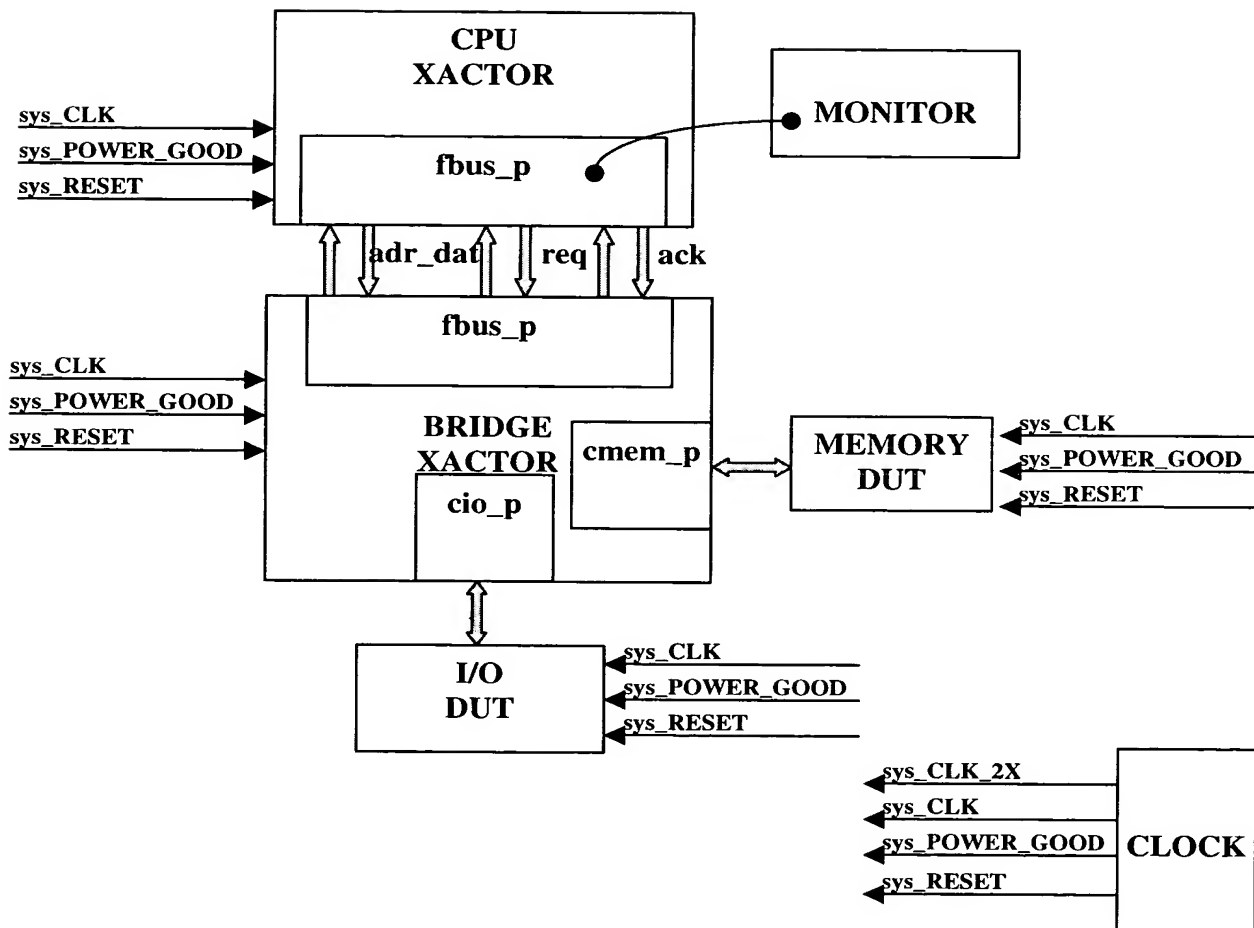 CPU
XACTOR
MONITOR
sys_CLK
sys_POWER_GOOD
sys_RESET
fbus_p
adr_dat
req
ack
fbus_p
sys_CLK
sys_POWER_GOOD
sys_RESET
BRIDGE
XACTOR
cmem_p
cio_p
MEMORY
DUT
sys_CLK
sys_POWER_GOOD
sys_RESET
I/O
DUT
sys_CLK
sys_POWER_GOOD
sys_RESET
sys_CLK_2X
sys_CLK
sys_POWER_GOOD
sys_RESET
CLOCK